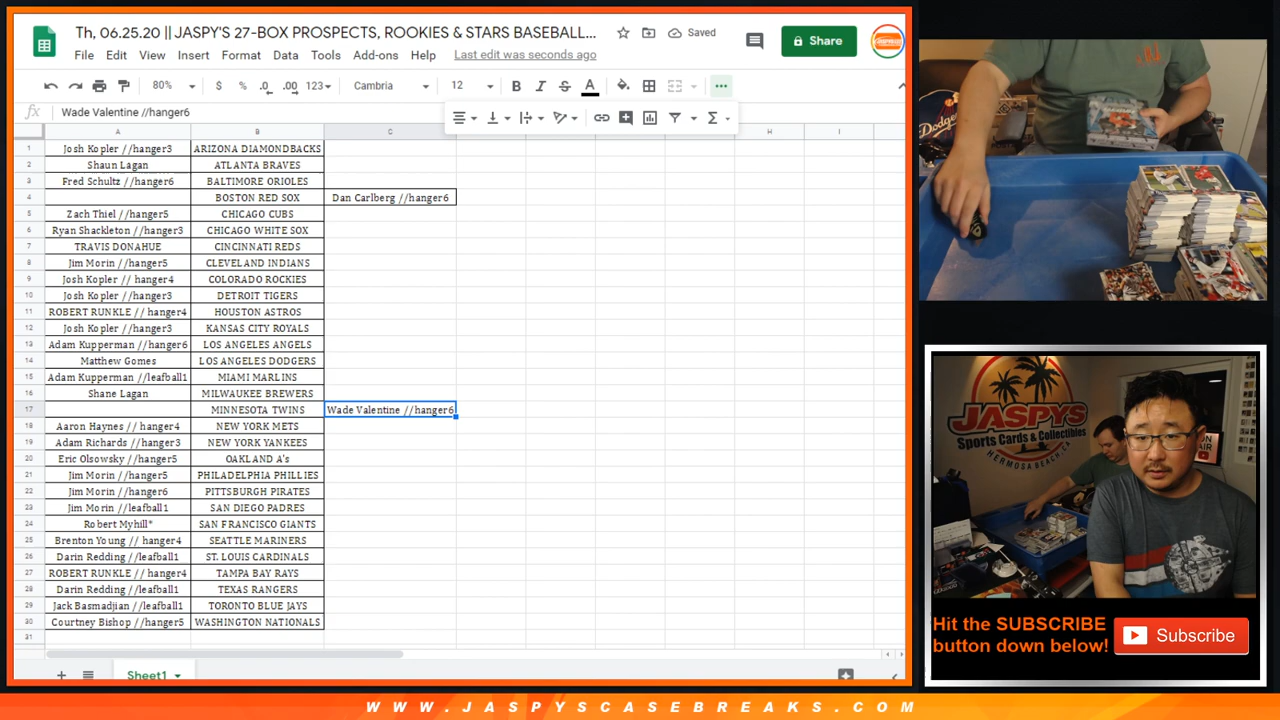 Th, 06.25.20 || JASPY'S 27-BOX PROSPECTS, ROOKIES & STARS BASEBALL... Saved
Share
File Edit View Insert Format Data Tools Add-ons Help Last edit was seconds ago
80% $ % .0 .00 123 Cambria 12 B I S A
fx Wade Valentine //hanger6
A B C H I
1 Josh Kopler //hanger3 ARIZONA DIAMONDBACKS
2 Shaun Lagan ATLANTA BRAVES
3 Fred Schultz //hanger6 BALTIMORE ORIOLES
4 BOSTON RED SOX Dan Carlberg //hanger6
5 Zach Thiel //hanger5 CHICAGO CUBS
6 Ryan Shackleton //hanger3 CHICAGO WHITE SOX
7 TRAVIS DONAHUE CINCINNATI REDS
8 Jim Morin //hanger5 CLEVELAND INDIANS
9 Josh Kopler // hanger4 COLORADO ROCKIES
10 Josh Kopler //hanger3 DETROIT TIGERS
11 ROBERT RUNKLE // hanger4 HOUSTON ASTROS
12 Josh Kopler //hanger3 KANSAS CITY ROYALS
13 Adam Kupperman //hanger6 LOS ANGELES ANGELS
14 Matthew Gomes LOS ANGELES DODGERS
15 Adam Kupperman //leafball1 MIAMI MARLINS
16 Shane Lagan MILWAUKEE BREWERS
17 MINNESOTA TWINS Wade Valentine //hanger6
18 Aaron Haynes // hanger4 NEW YORK METS
19 Adam Richards //hanger3 NEW YORK YANKEES
20 Eric Olsowsky //hanger5 OAKLAND A's
21 Jim Morin //hanger5 PHILADELPHIA PHILLIES
22 Jim Morin //hanger6 PITTSBURGH PIRATES
23 Jim Morin //leafball1 SAN DIEGO PADRES
24 Robert Myhill* SAN FRANCISCO GIANTS
25 Brenton Young // hanger4 SEATTLE MARINERS
26 Darin Redding //leafball1 ST. LOUIS CARDINALS
27 ROBERT RUNKLE // hanger4 TAMPA BAY RAYS
28 Darin Redding //leafball1 TEXAS RANGERS
29 Jack Basmadjian //leafball1 TORONTO BLUE JAYS
30 Courtney Bishop //hanger5 WASHINGTON NATIONALS
31
Sheet1
Dodgers
JASPYS
Sports Cards & Collectibles
HERMOSA BEACH, CA
ON
AIR
Hit the SUBSCRIBE
button down below!
Subscribe
WWW.JASPYSCASEBREAKS.COM